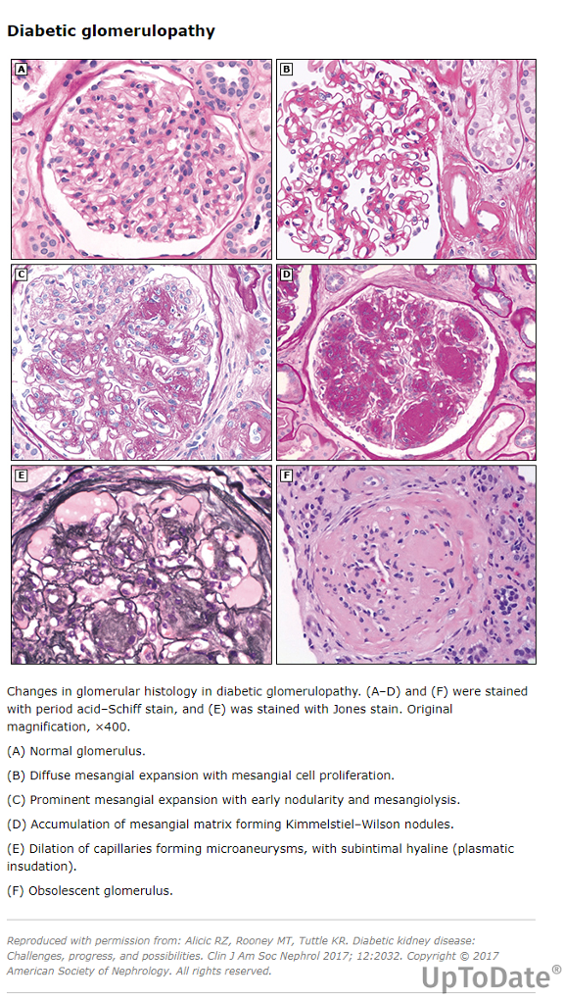 Diabetic glomerulopathy
A
B
C
D
E
F
Changes in glomerular histology in diabetic glomerulopathy. (A–D) and (F) were stained
with period acid–Schiff stain, and (E) was stained with Jones stain. Original
magnification, ×400.
(A) Normal glomerulus.
(B) Diffuse mesangial expansion with mesangial cell proliferation.
(C) Prominent mesangial expansion with early nodularity and mesangiolysis.
(D) Accumulation of mesangial matrix forming Kimmelstiel–Wilson nodules.
(E) Dilation of capillaries forming microaneurysms, with subintimal hyaline (plasmatic
insudation).
(F) Obsolescent glomerulus.
Reproduced with permission from: Alicic RZ, Rooney MT, Tuttle KR. Diabetic kidney disease:
Challenges, progress, and possibilities. Clin J Am Soc Nephrol 2017; 12:2032. Copyright © 2017
American Society of Nephrology. All rights reserved.
UpToDate®